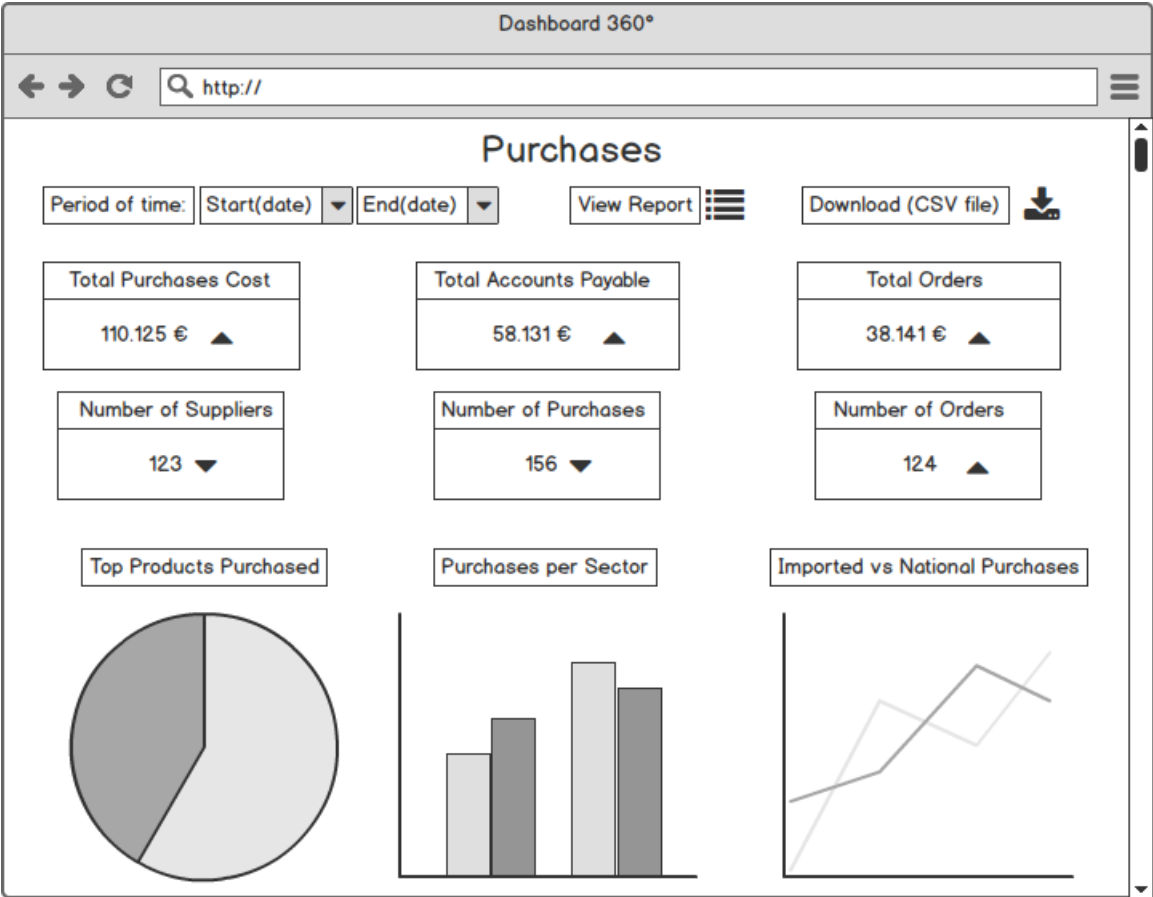 Dashboard 360°
http://
Purchases
Period of time: Start(date) End(date) View Report Download (CSV file)
Total Purchases Cost Total Accounts Payable Total Orders
110.125 € 58.131 € 38.141 €
Number of Suppliers Number of Purchases Number of Orders
123 156 124
Top Products Purchased Purchases per Sector Imported vs National Purchases